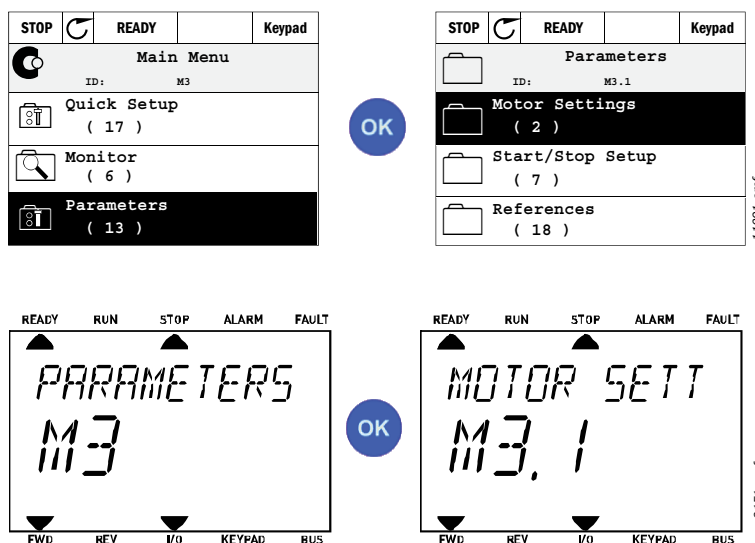 STOP READY Keypad
Main Menu
ID: M3
Quick Setup
( 17 )
Monitor
( 6 )
Parameters
( 13 )
OK
STOP READY Keypad
Parameters
ID: M3.1
Motor Settings
( 2 )
Start/Stop Setup
( 7 )
References
( 18 )
READY RUN STOP ALARM FAULT
PARAMETERS
M3
FWD REV I/O KEYPAD BUS
OK
READY RUN STOP ALARM FAULT
MOTOR SETT
M3.1
FWD REV I/O KEYPAD BUS